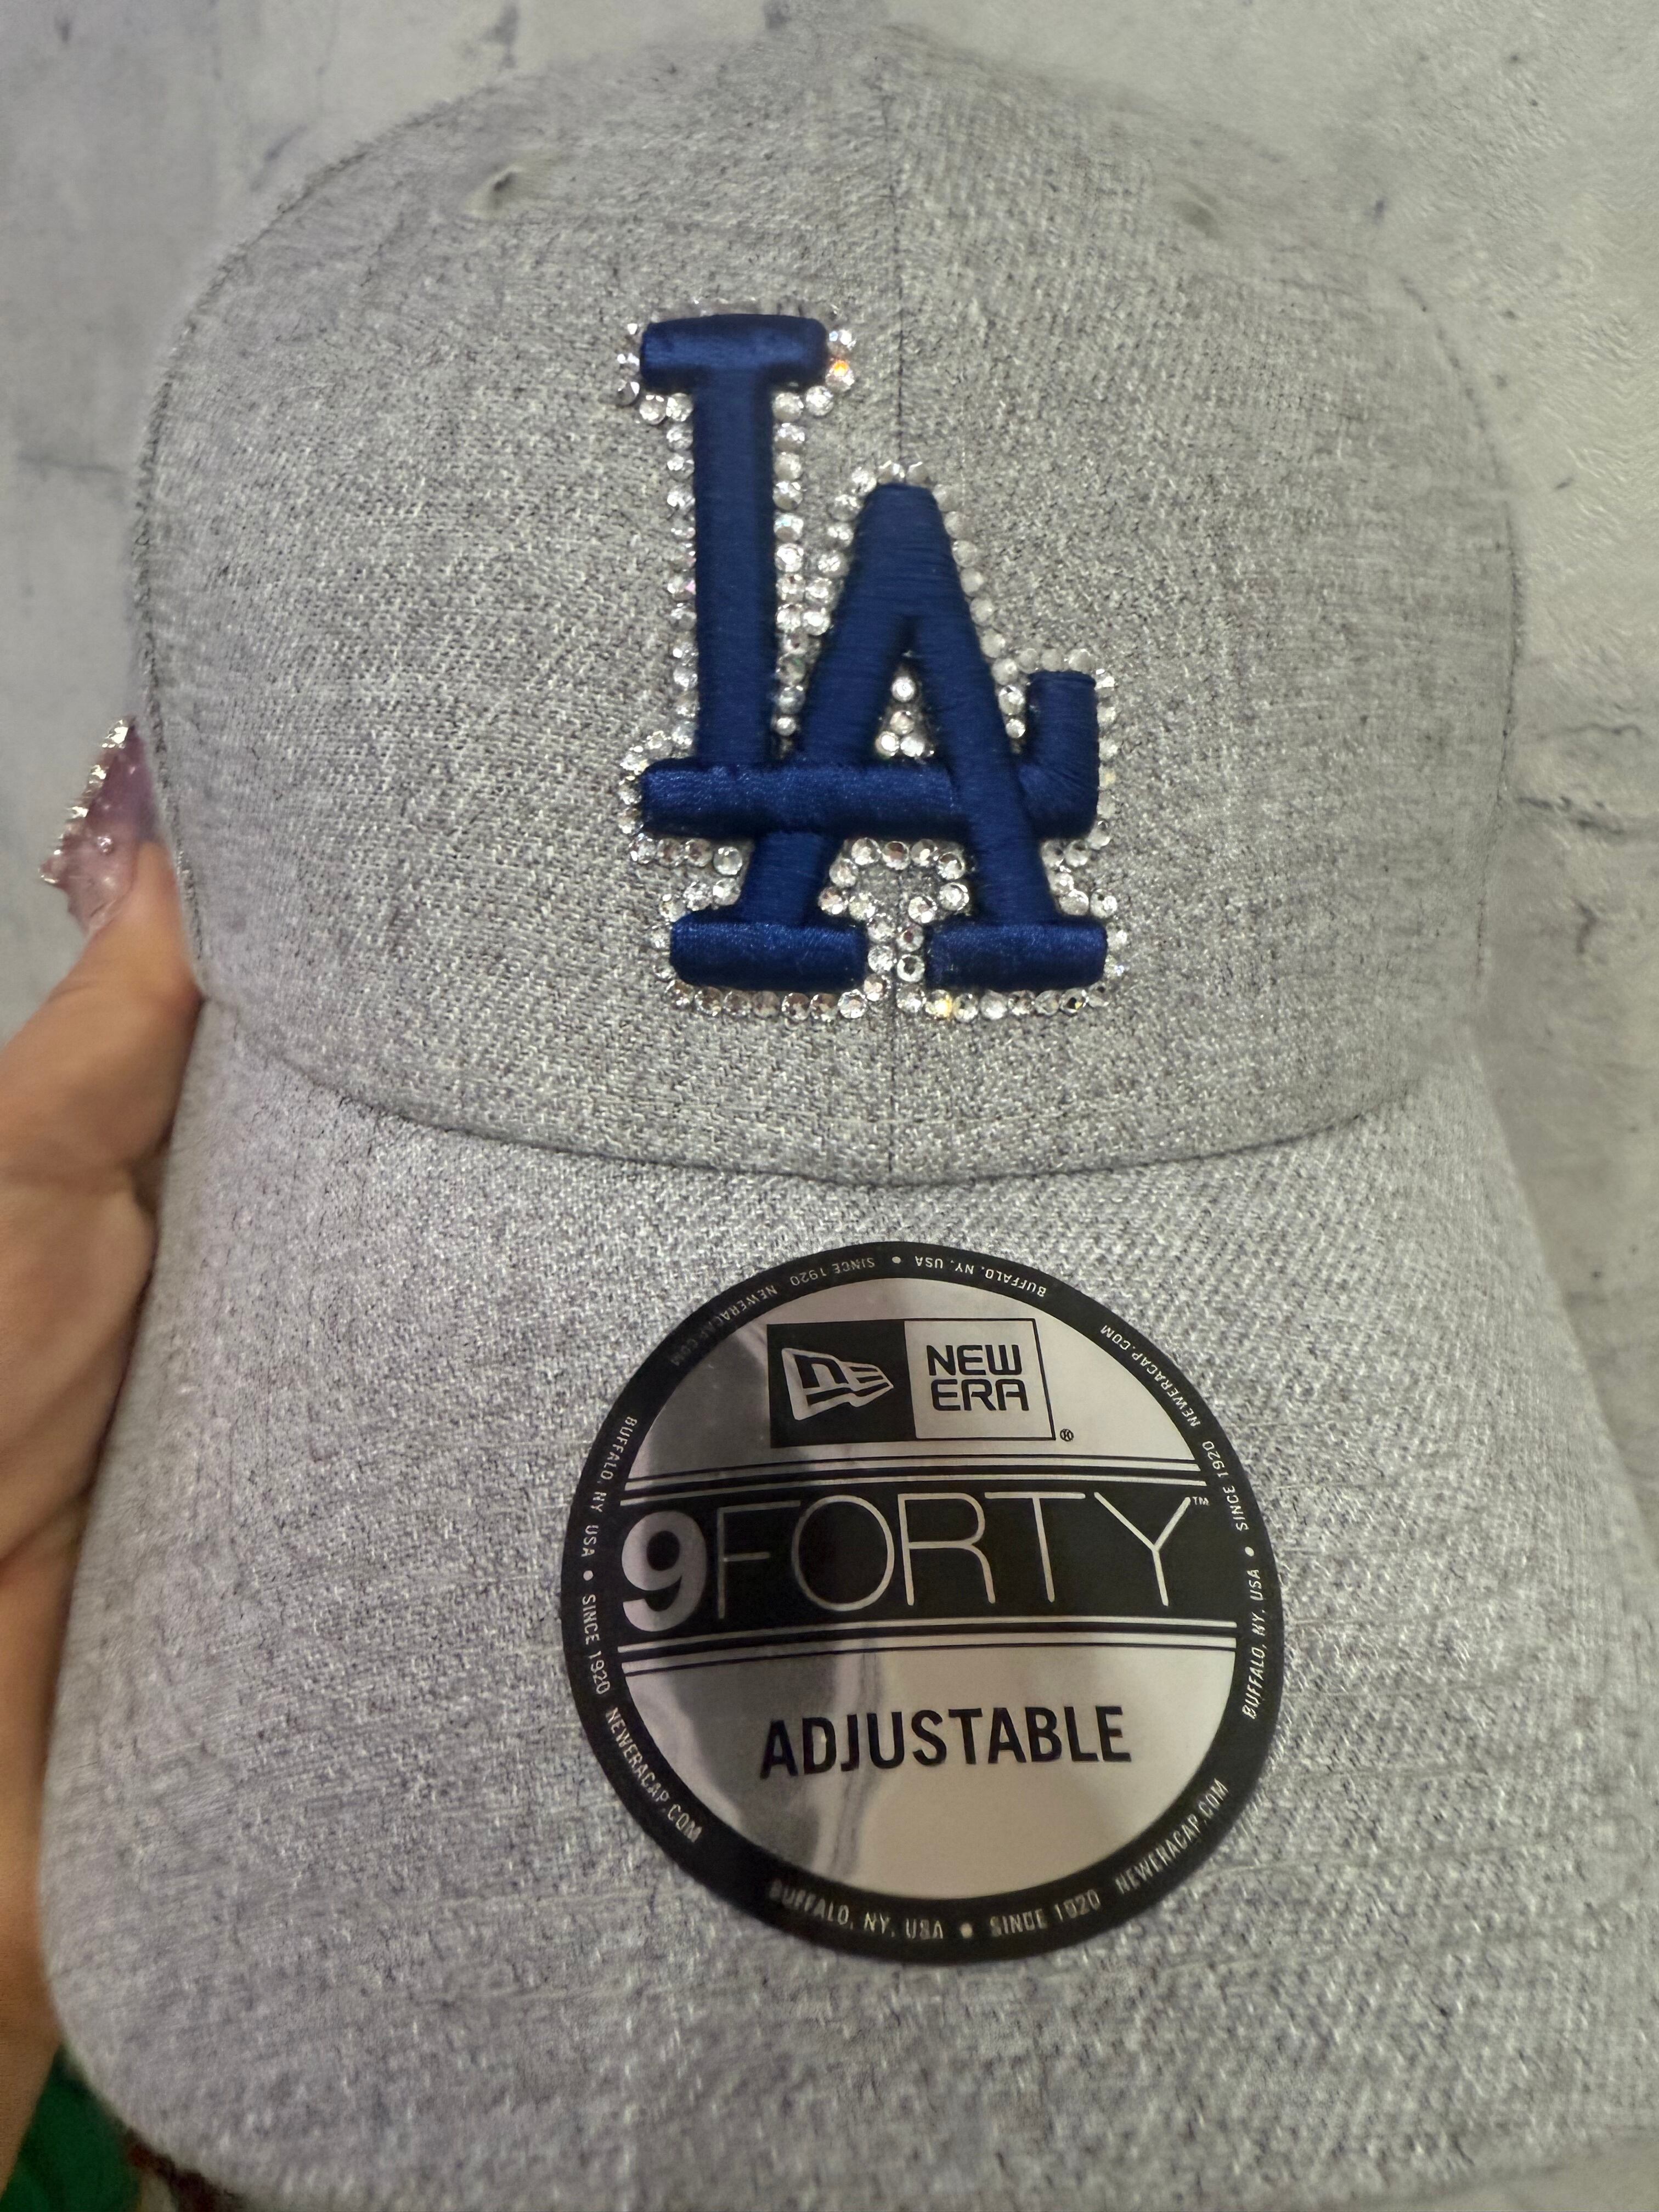 LA
NEW
ERA
®
9FORTY™
ADJUSTABLE
BUFFALO, NY, USA • SINCE 1920 NEWERACAP.COM
BUFFALO, NY, USA • SINCE 1920 NEWERACAP.COM
BUFFALO, NY, USA • SINCE 1920 NEWERACAP.COM
BUFFALO, NY, USA • SINCE 1920 NEWERACAP.COM